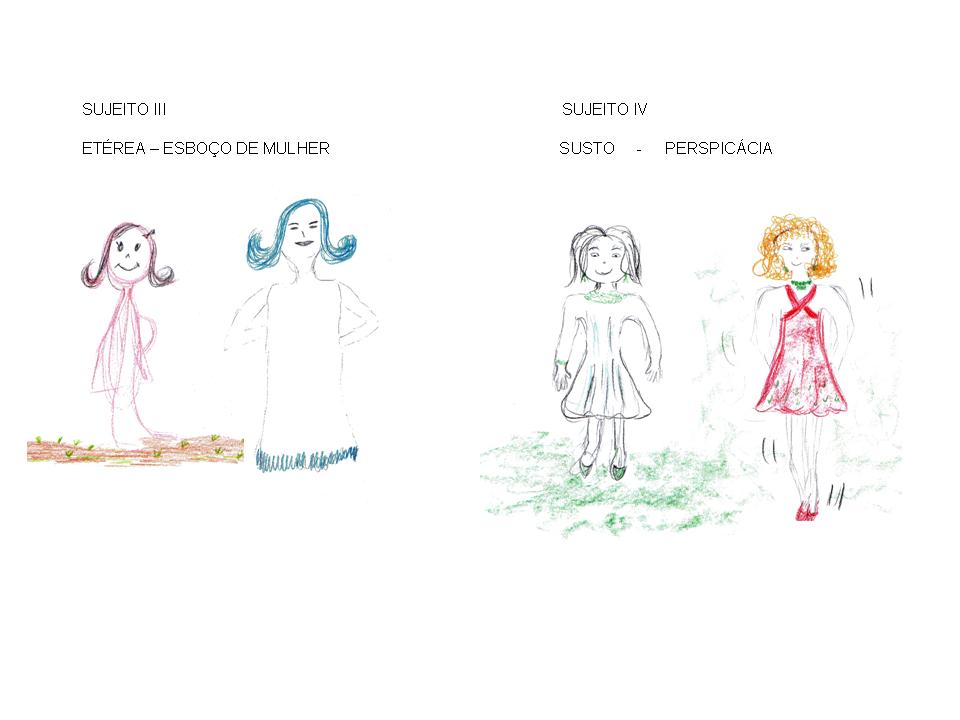 SUJEITO III
ETÉREA – ESBOÇO DE MULHER
SUJEITO IV
SUSTO - PERSPICÁCIA